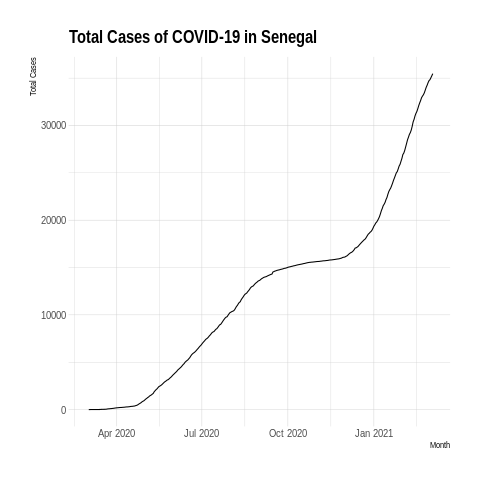 Total Cases of COVID-19 in Senegal
Total Cases
30000
20000
10000
0
Apr 2020
Jul 2020
Oct 2020
Jan 2021
Month